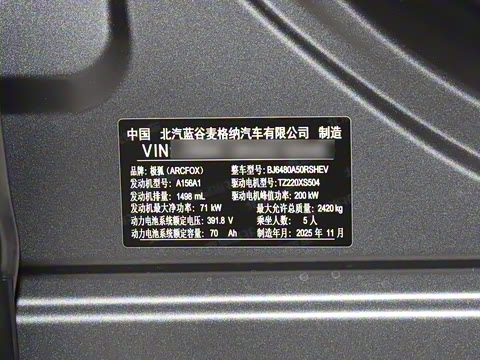 中国 北汽蓝谷麦格纳汽车有限公司 制造
VIN
品牌：极狐（ARCFOX） 整车型号：BJ6480A50RSHEV
发动机型号：A156A1 驱动电机型号：TZ220XS504
发动机排量：1498 mL 驱动电机峰值功率：200 kW
发动机最大净功率：71 kW 最大允许总质量：2420 kg
动力电池系统额定电压：391.8 V 乘坐人数：5 人
动力电池系统额定容量：70 Ah 制造年月：2025 年 11 月